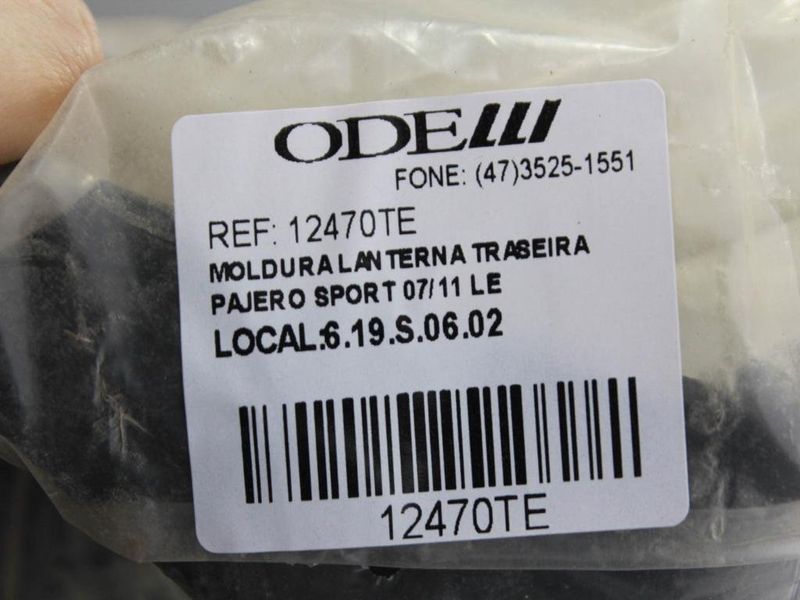 ODELLI
FONE: (47)3525-1551
REF: 12470TE
MOLDURA LANTERNA TRASEIRA
PAJERO SPORT 07/11 LE
LOCAL:6.19.S.06.02
12470TE